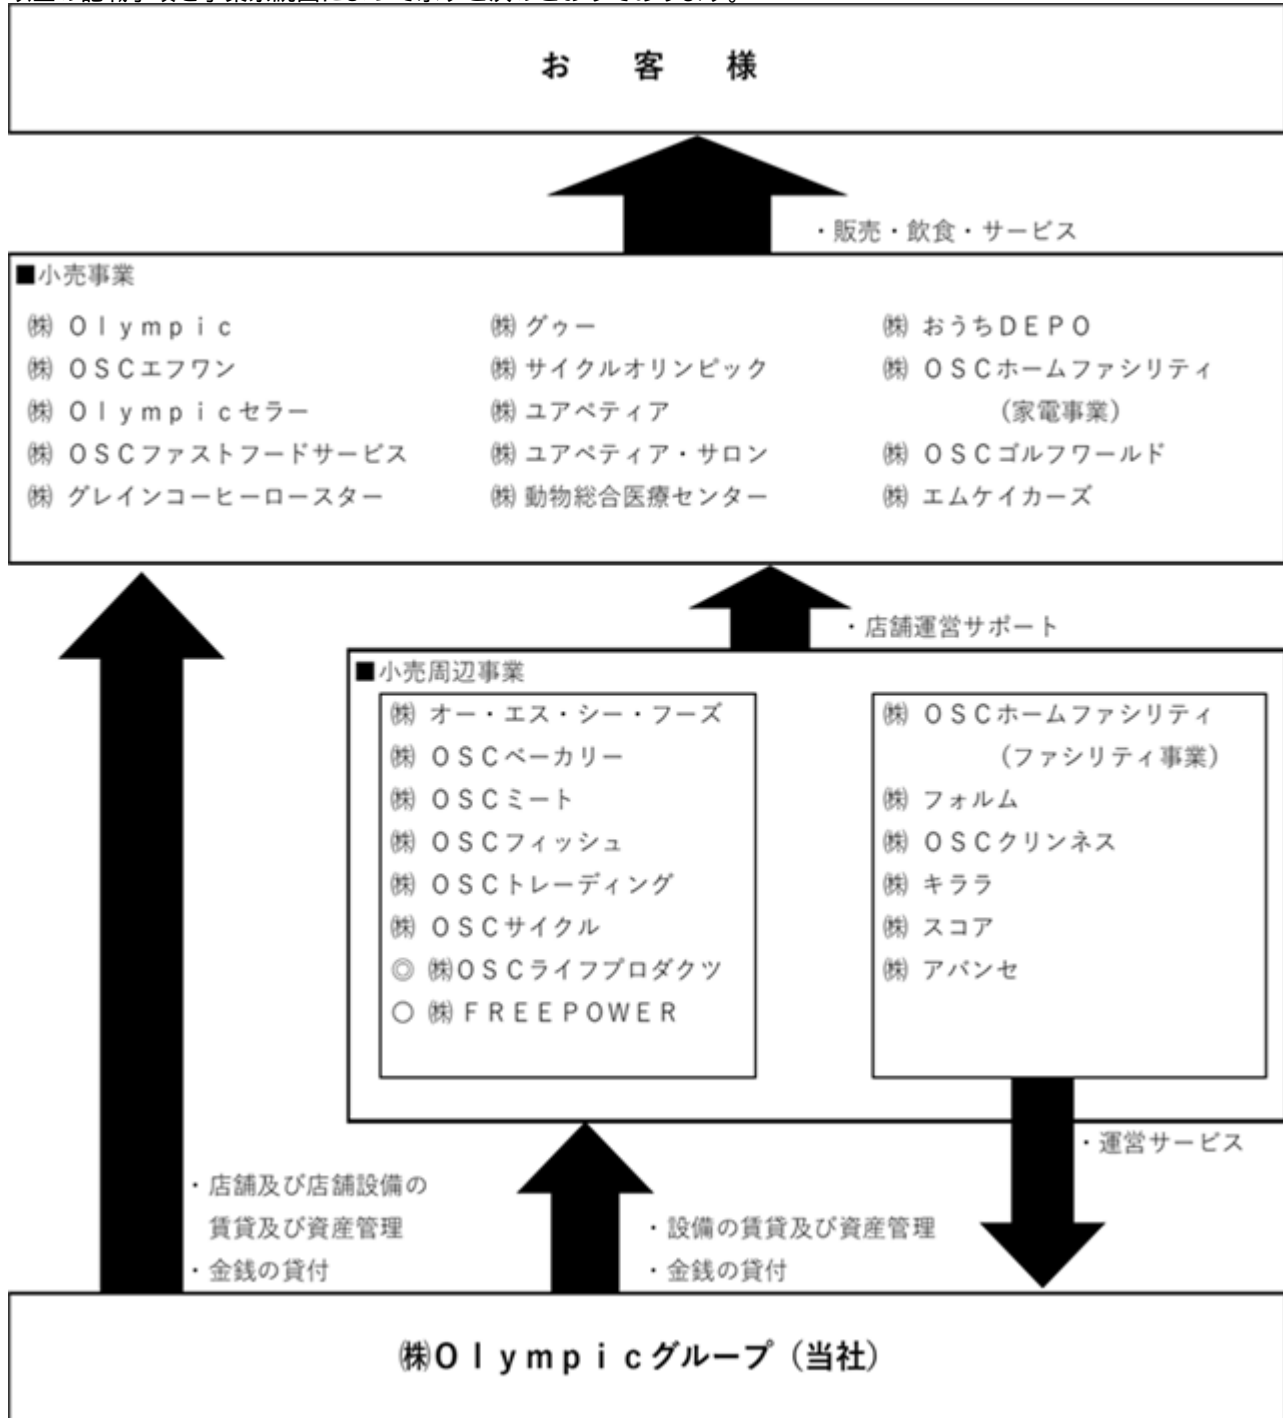 お 客 様
・販売・飲食・サービス
■小売事業
㈱ Ｏｌｙｍｐｉｃ
㈱ ＯＳＣエフワン
㈱ Ｏｌｙｍｐｉｃセラー
㈱ ＯＳＣファストフードサービス
㈱ グレインコーヒーロースター
㈱ グゥー
㈱ サイクルオリンピック
㈱ ユアペティア
㈱ ユアペティア・サロン
㈱ 動物総合医療センター
㈱ おうちＤＥＰＯ
㈱ ＯＳＣホームファシリティ
（家電事業）
㈱ ＯＳＣゴルフワールド
㈱ エムケイカーズ
・店舗運営サポート
■小売周辺事業
㈱ オー・エス・シー・フーズ
㈱ ＯＳＣベーカリー
㈱ ＯＳＣミート
㈱ ＯＳＣフィッシュ
㈱ ＯＳＣトレーディング
㈱ ＯＳＣサイクル
◎ ㈱ＯＳＣライフプロダクツ
○ ㈱ ＦＲＥＥＰＯＷＥＲ
㈱ ＯＳＣホームファシリティ
（ファシリティ事業）
㈱ フォルム
㈱ ＯＳＣクリンネス
㈱ キララ
㈱ スコア
㈱ アバンセ
・運営サービス
・店舗及び店舗設備の
賃貸及び資産管理
・金銭の貸付
・設備の賃貸及び資産管理
・金銭の貸付
㈱Ｏｌｙｍｐｉｃグループ（当社）